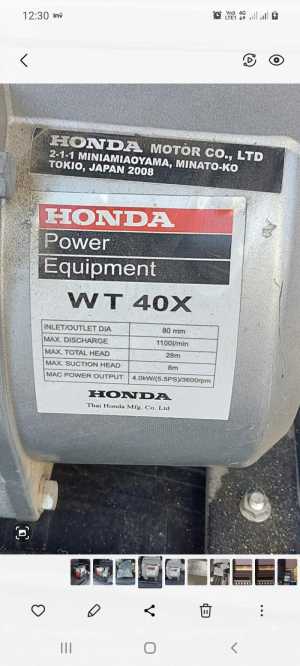 12:30
HONDA MOTOR CO., LTD
2-1-1 MINIAMIAOYAMA, MINATO-KO
TOKIO, JAPAN 2008
HONDA
Power
Equipment
WT 40X
INLET/OUTLET DIA 80 mm
MAX. DISCHARGE 1100l/min
MAX. TOTAL HEAD 28m
MAX. SUCTION HEAD 8m
MAC POWER OUTPUT 4.0kW/(5.5PS)/3600rpm
HONDA
Thai Honda Mfg. Co. Ltd